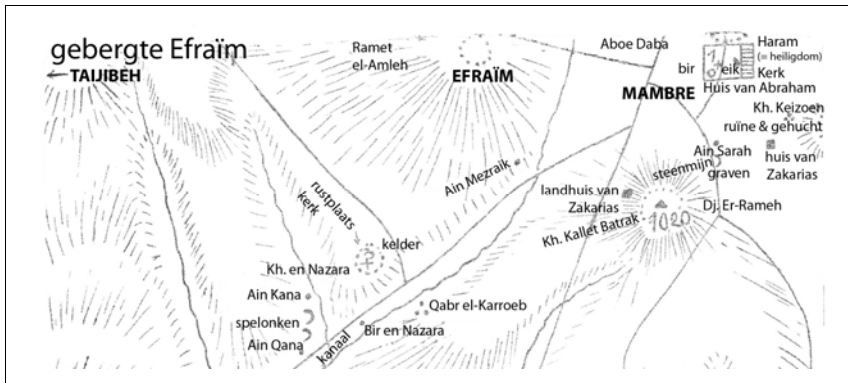 gebergte Efraïm
← TAIJIBEH
Ramet
el-Amleh
EFRAÏM
Aboe Daba
MAMBRE
bir
eik
Haram
(= heiligdom)
Kerk
Huis van Abraham
Kh. Keizoen
ruïne & gehucht
huis van
Zakarias
Ain Sarah
graven
steenmijn
Ain Mezraik
landhuis van
Zakarias
Kh. Kallet Batrak
1020
Dj. Er-Rameh
rustplaats
kerk
kelder
Kh. en Nazara
Ain Kana
spelonken
Ain Qana
kanaal
Bir en Nazara
Qabr el-Karroeb